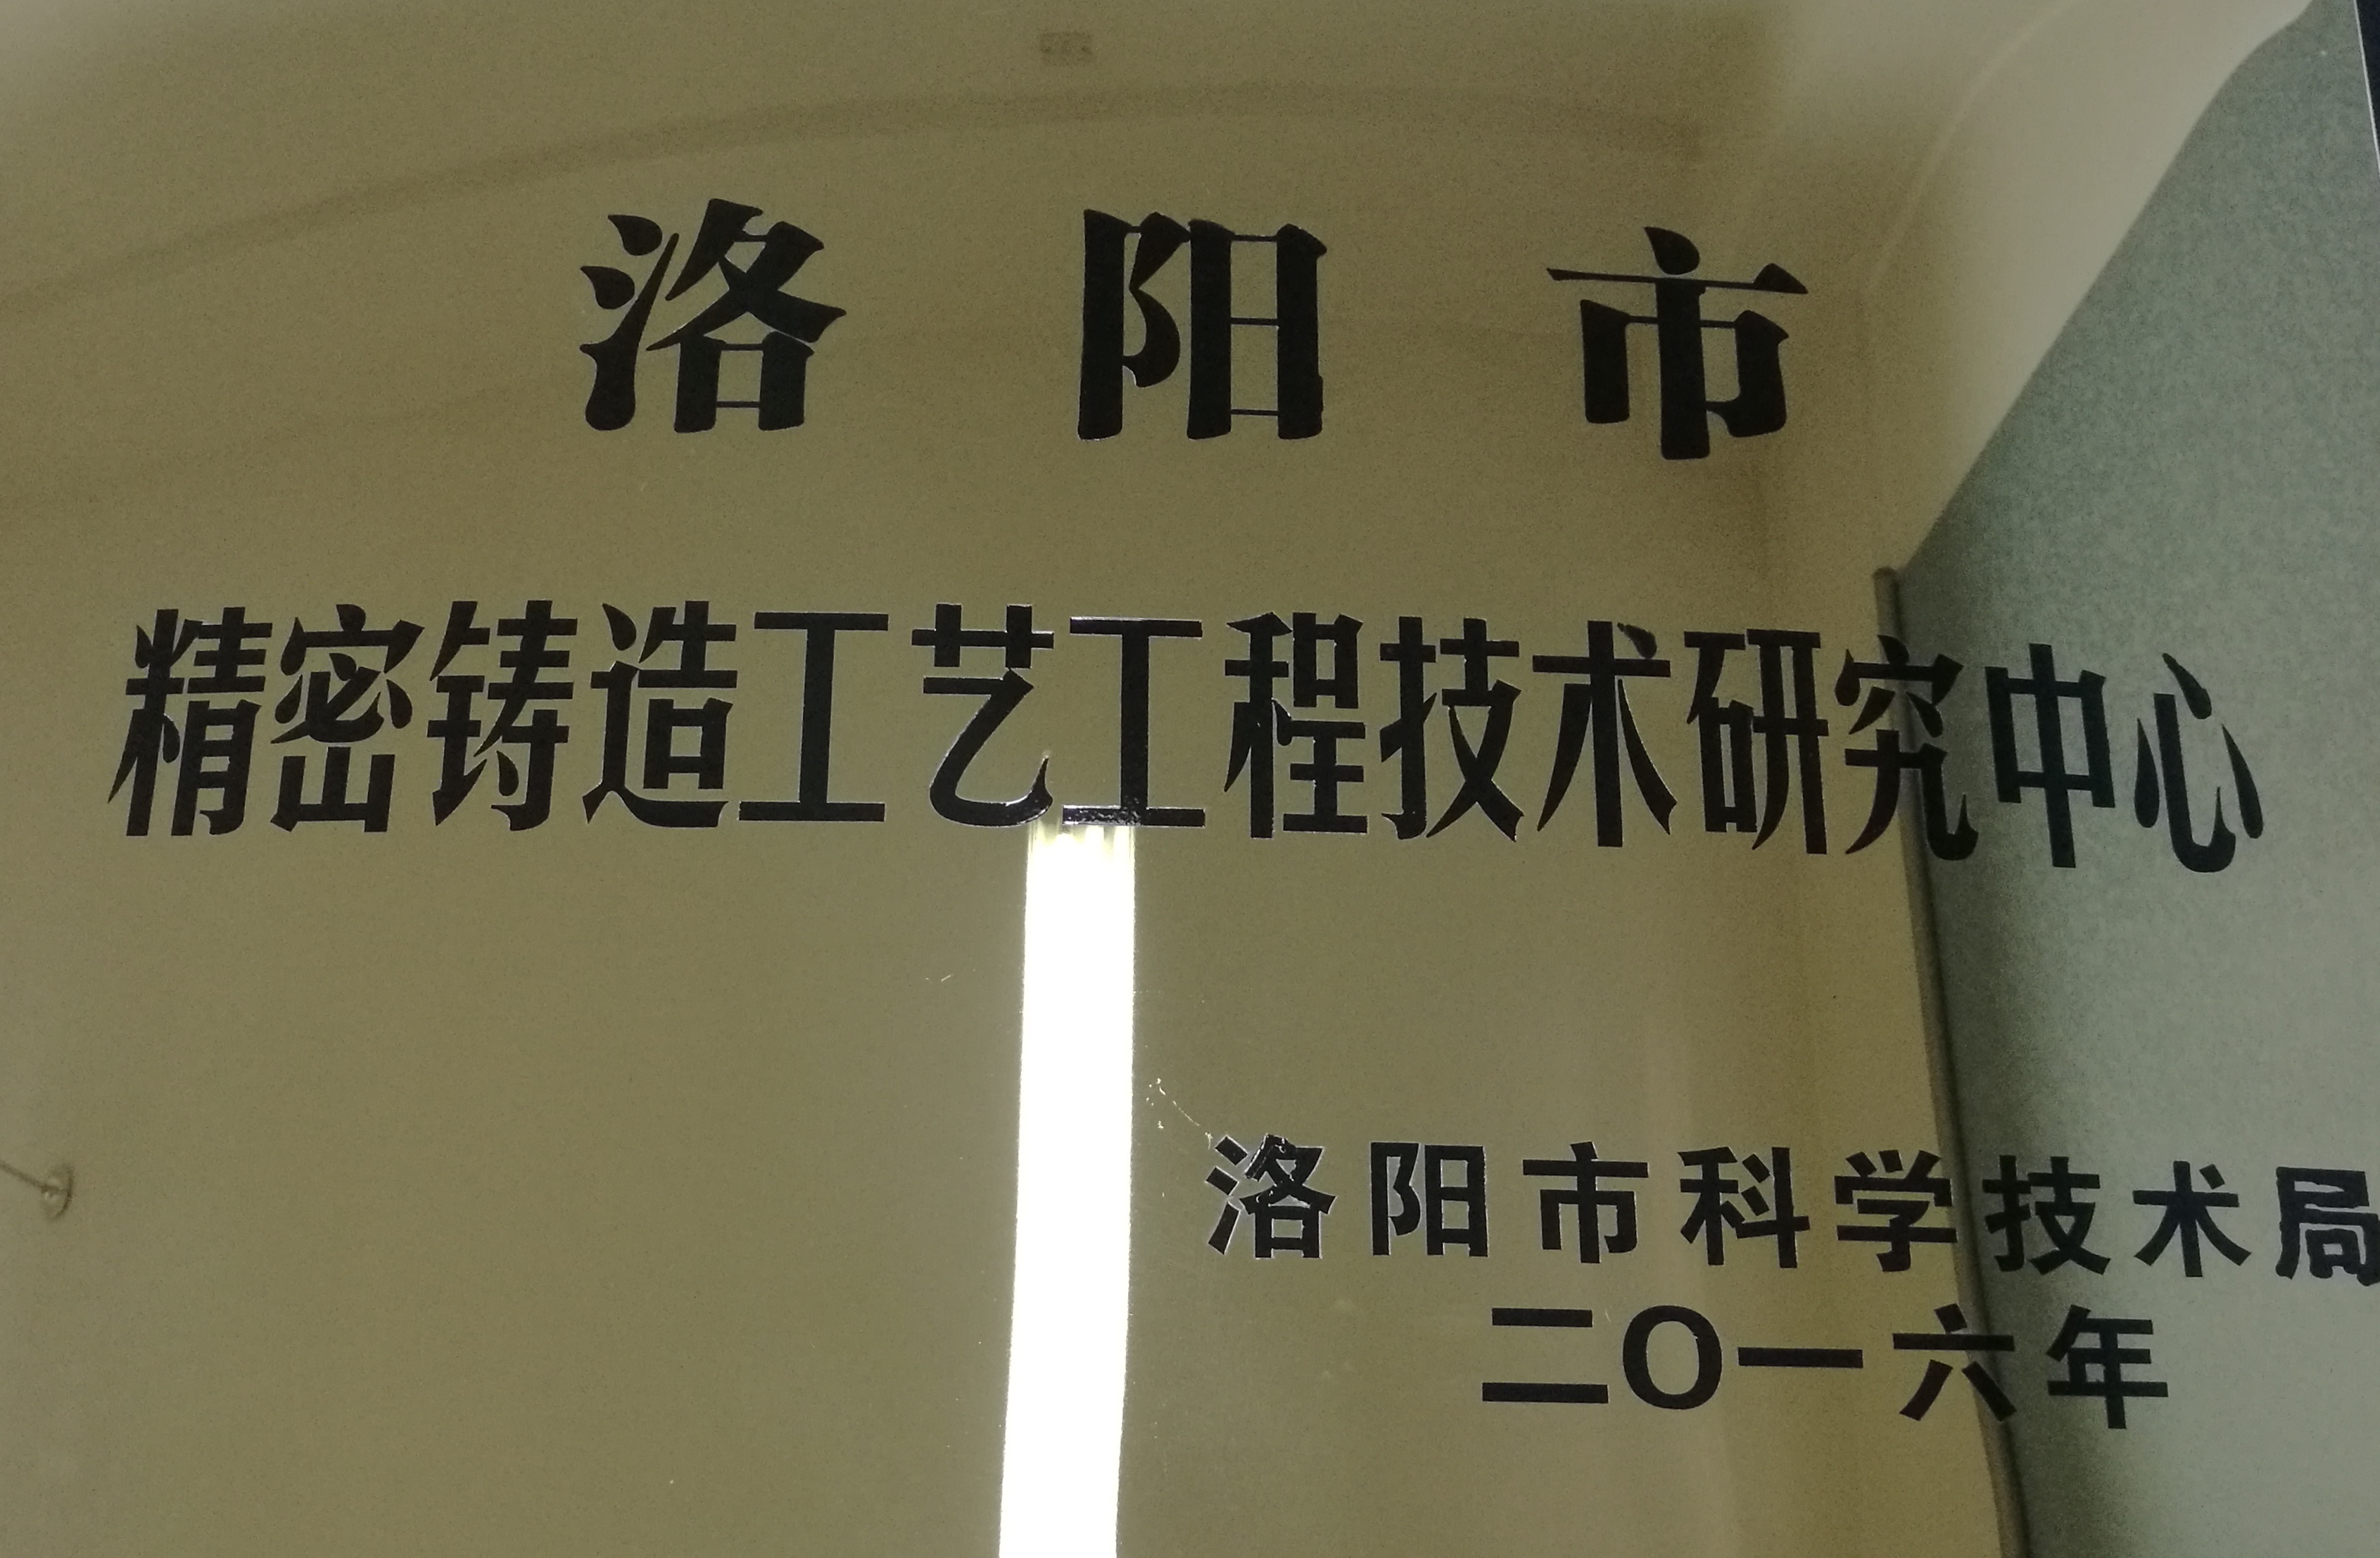 洛阳市
精密铸造工艺工程技术研究中心
洛阳市科学技术局
二〇一六年